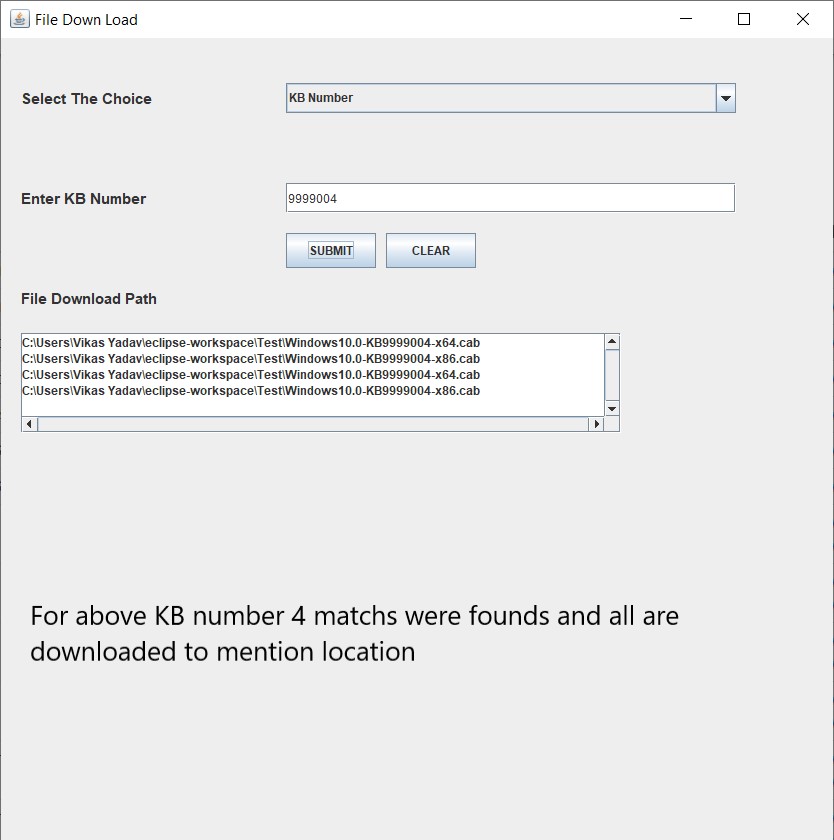 File Down Load
Select The Choice
KB Number
Enter KB Number
9999004
SUBMIT
CLEAR
File Download Path
C:\Users\Vikas Yadav\eclipse-workspace\Test\Windows10.0-KB9999004-x64.cab
C:\Users\Vikas Yadav\eclipse-workspace\Test\Windows10.0-KB9999004-x86.cab
C:\Users\Vikas Yadav\eclipse-workspace\Test\Windows10.0-KB9999004-x64.cab
C:\Users\Vikas Yadav\eclipse-workspace\Test\Windows10.0-KB9999004-x86.cab
For above KB number 4 matchs were founds and all are
downloaded to mention location